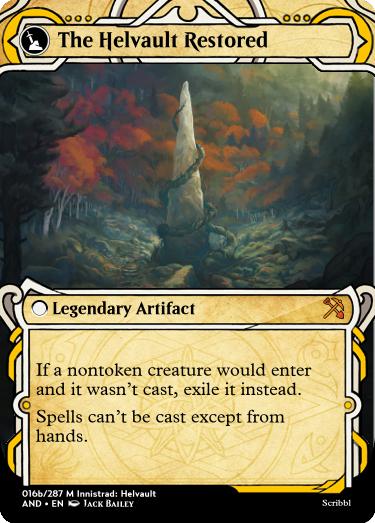 The Helvault Restored
Legendary Artifact
If a nontoken creature would enter
and it wasn't cast, exile it instead.
Spells can't be cast except from
hands.
016b/287 M Innistrad: Helvault
AND • EN Jack Bailey
Scribbl